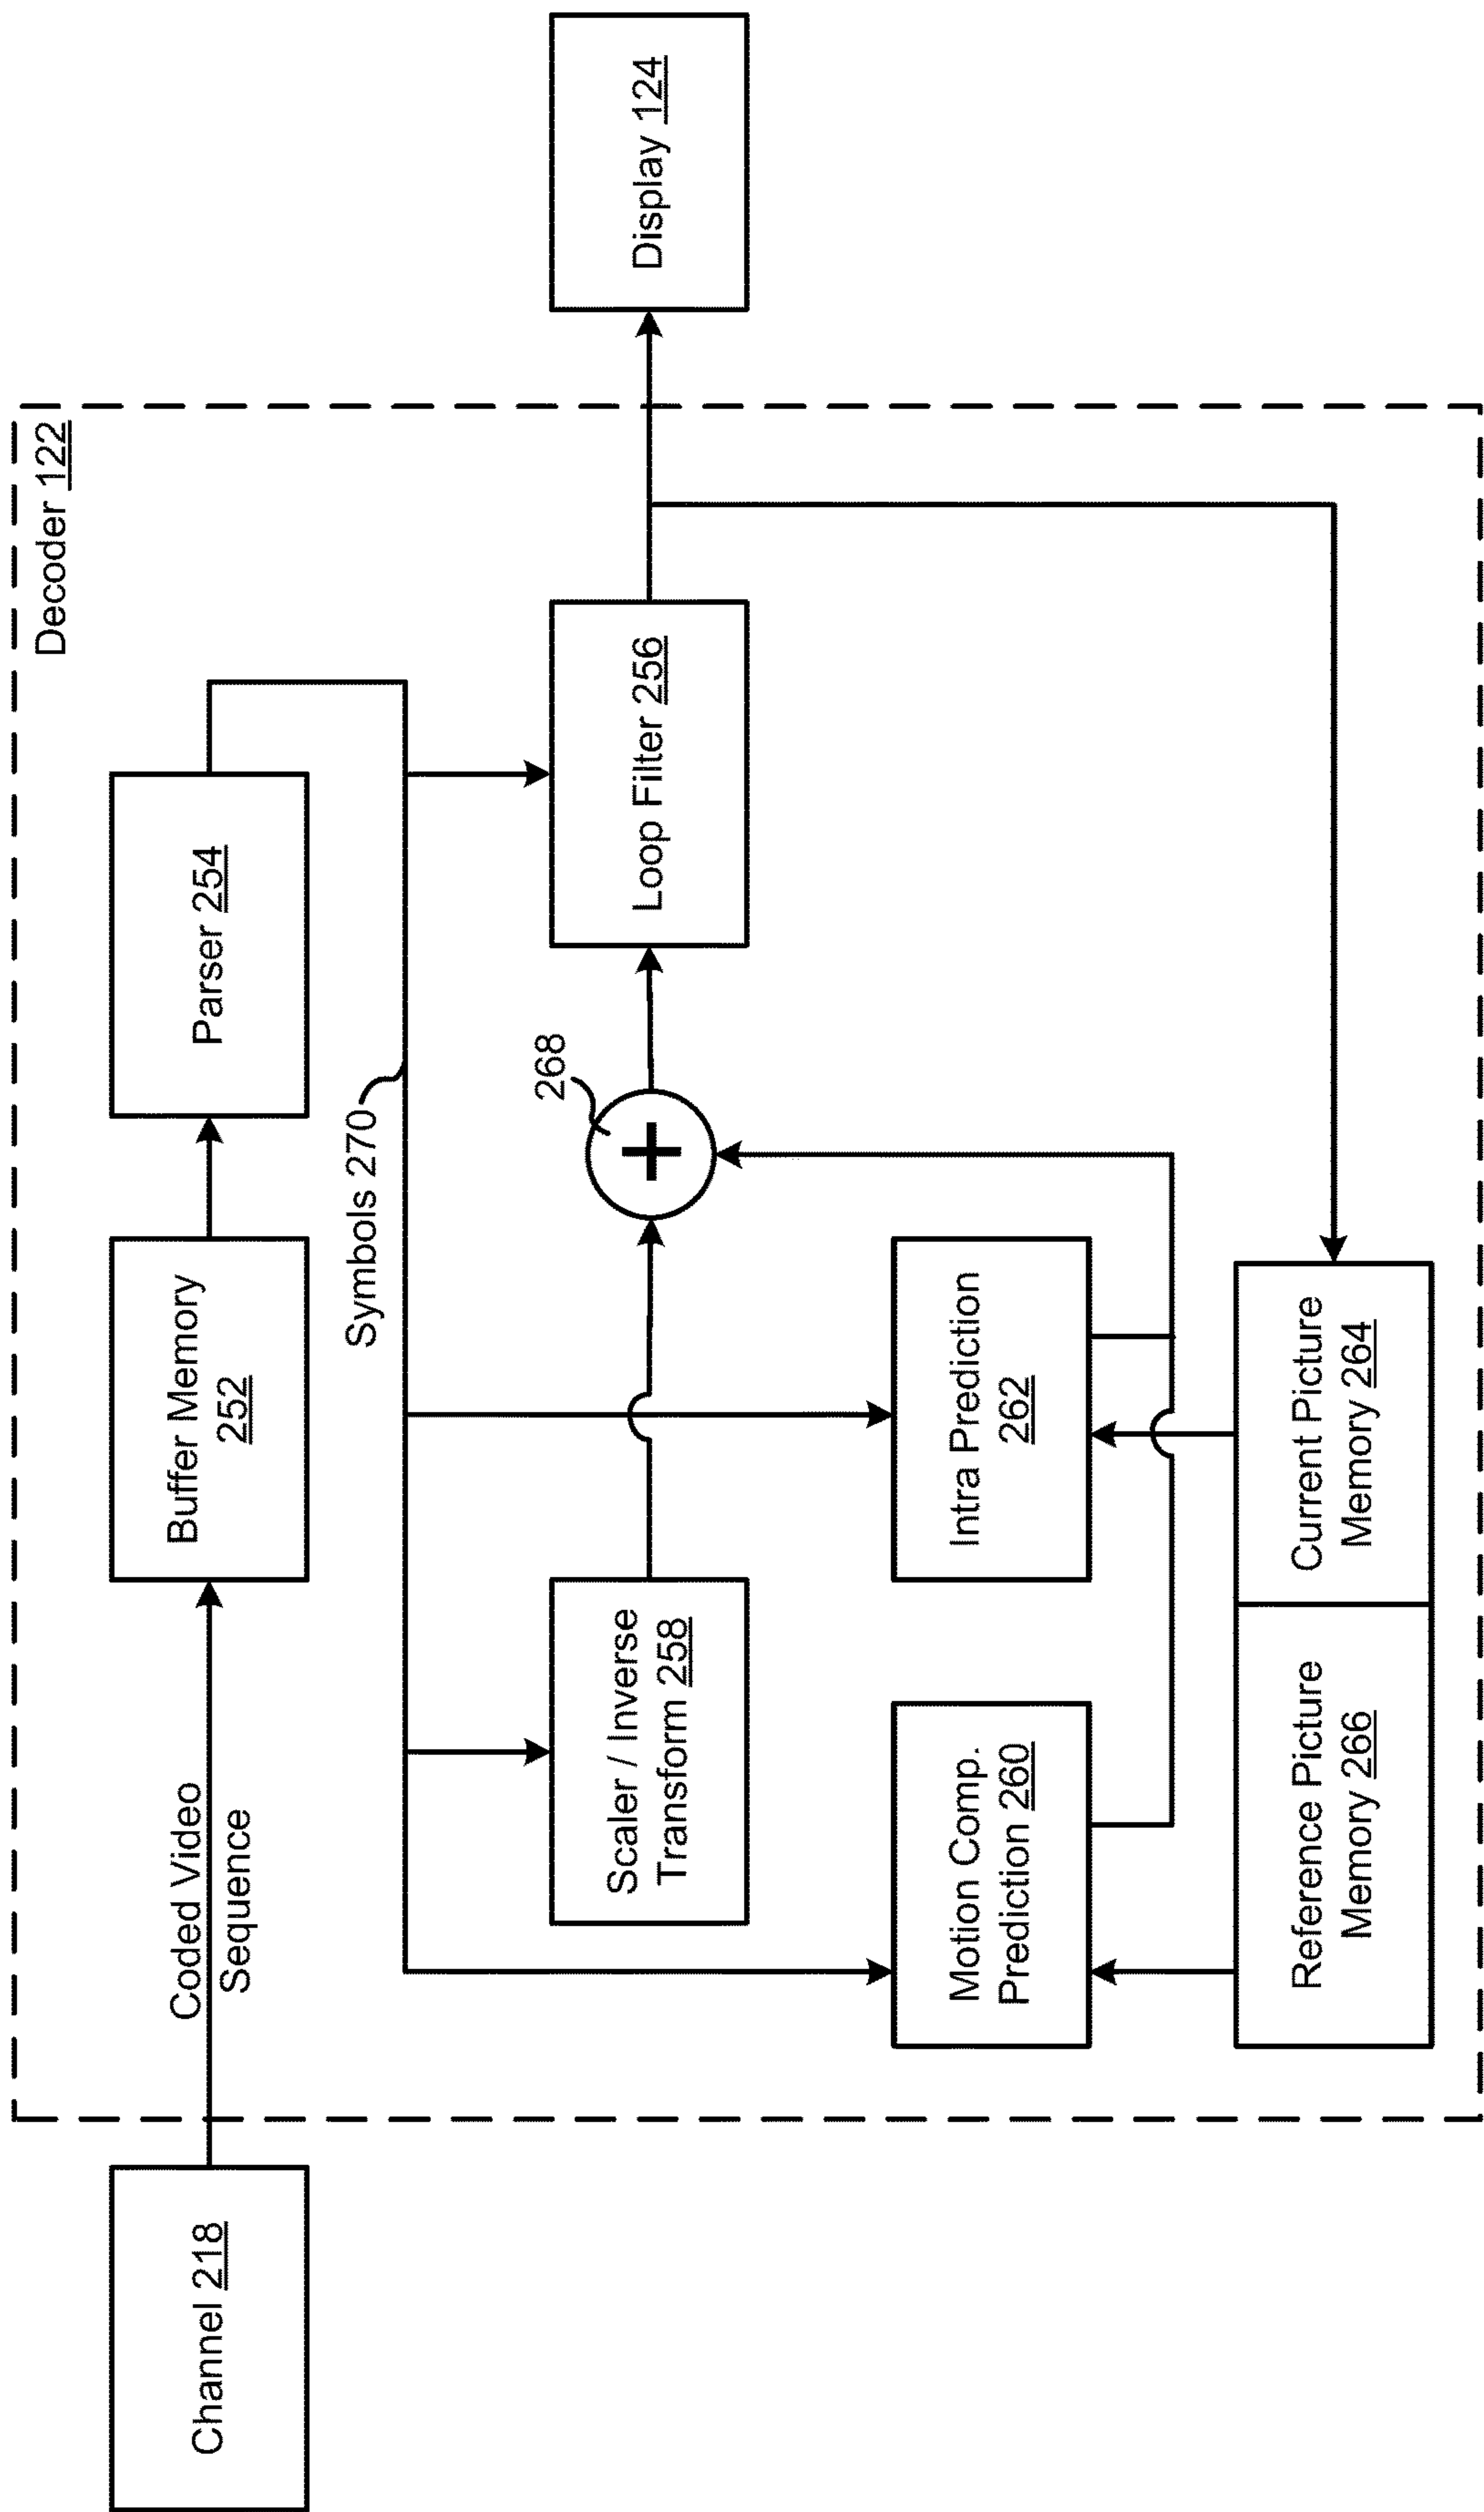 Decoder 122
Channel 218
Coded Video
Sequence
Buffer Memory
252
Parser 254
Symbols 270
Scaler / Inverse
Transform 258
268
+
Loop Filter 256
Display 124
Motion Comp.
Prediction 260
Intra Prediction
262
Reference Picture
Memory 266
Current Picture
Memory 264